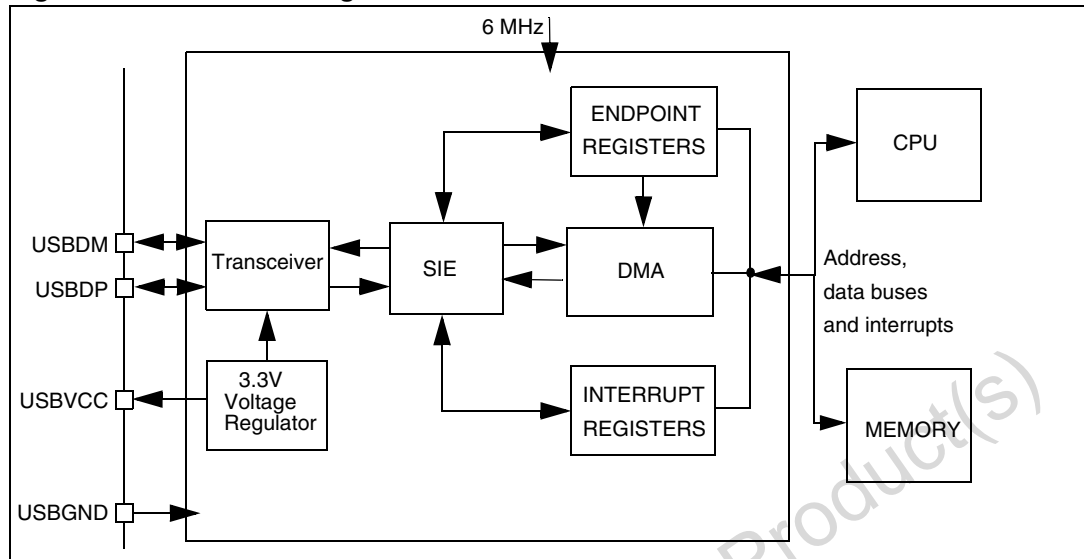 6 MHz
ENDPOINT
REGISTERS
CPU
USBDM
Transceiver
SIE
DMA
Address,
data buses
and interrupts
USBDP
3.3V
Voltage
Regulator
USBVCC
INTERRUPT
REGISTERS
MEMORY
USBGND
Product(s)